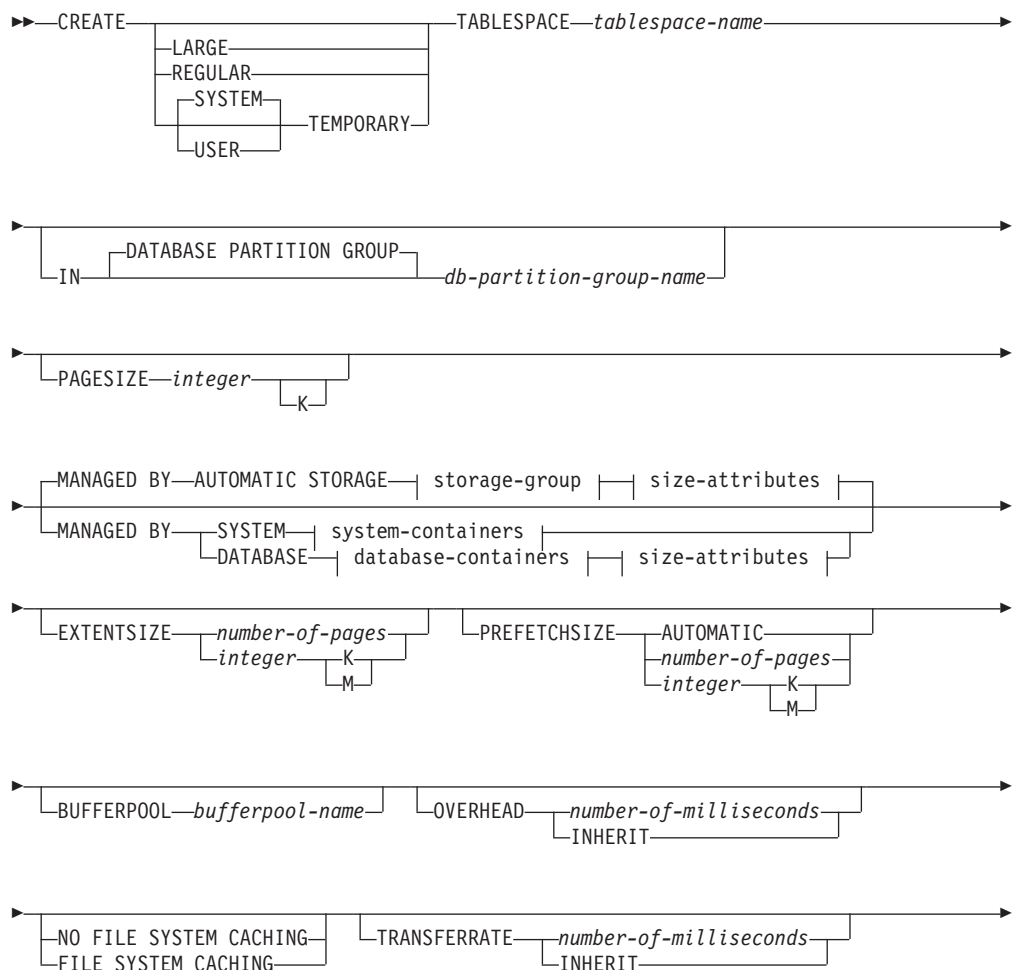 CREATE TABLESPACE tablespace-name
LARGE
REGULAR
SYSTEM
TEMPORARY
USER
DATABASE PARTITION GROUP
IN db-partition-group-name
PAGESIZE integer
K
MANAGED BY AUTOMATIC STORAGE storage-group size-attributes
MANAGED BY SYSTEM system-containers
DATABASE database-containers size-attributes
EXTENTSIZE number-of-pages PREFETCHSIZE AUTOMATIC
integer K number-of-pages
M integer K
M
BUFFERPOOL bufferpool-name OVERHEAD number-of-milliseconds
INHERIT
NO FILE SYSTEM CACHING TRANSFERRATE number-of-milliseconds
FILE SYSTEM CACHING INHERIT